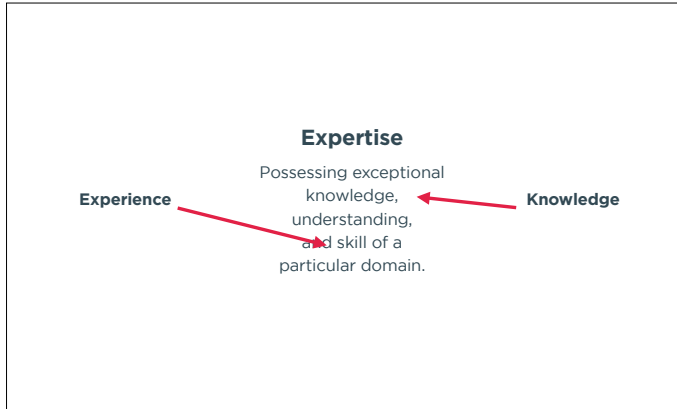 Expertise
Possessing exceptional
knowledge,
understanding,
and skill of a
particular domain.
Experience
Knowledge